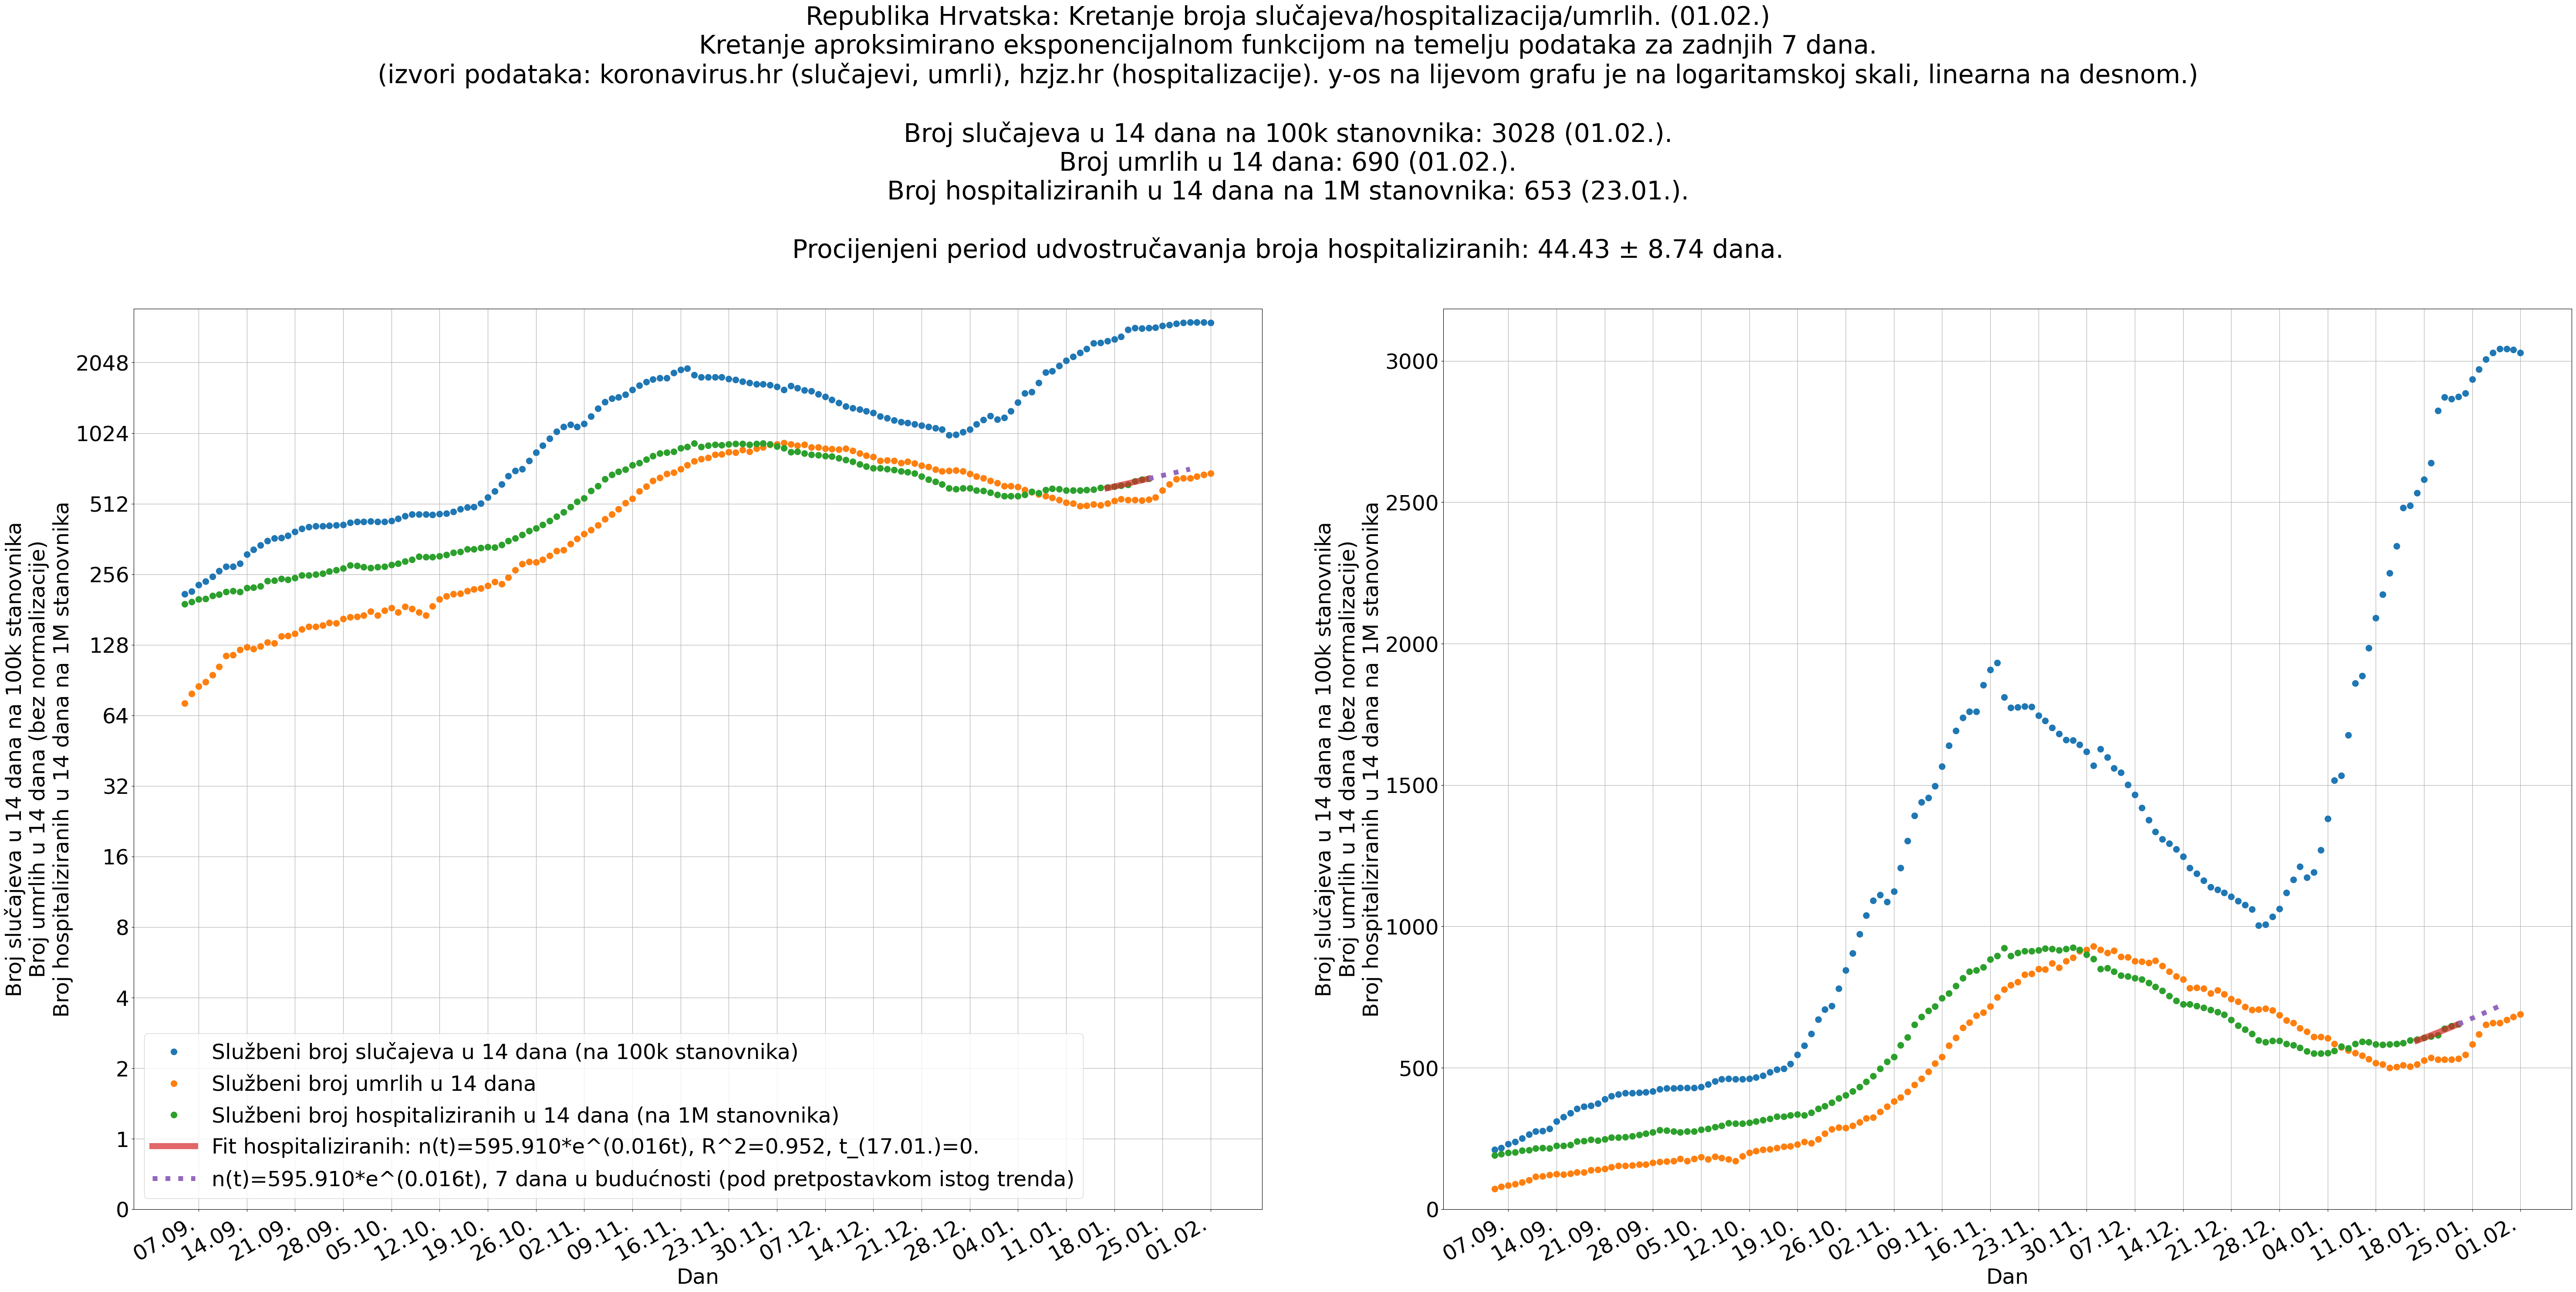 Republika Hrvatska: Kretanje broja slučajeva/hospitalizacija/umrlih. (01.02.)
Kretanje aproksimirano eksponencijalnom funkcijom na temelju podataka za zadnjih 7 dana.
(izvori podataka: koronavirus.hr (slučajevi, umrli), hzjz.hr (hospitalizacije). y-os na lijevom grafu je na logaritamskoj skali, linearna na desnom.)
Broj slučajeva u 14 dana na 100k stanovnika: 3028 (01.02.).
Broj umrlih u 14 dana: 690 (01.02.).
Broj hospitaliziranih u 14 dana na 1M stanovnika: 653 (23.01.).
Procijenjeni period udvostručavanja broja hospitaliziranih: 44.43 ± 8.74 dana.
Broj slučajeva u 14 dana na 100k stanovnika
Broj umrlih u 14 dana (bez normalizacije)
Broj hospitaliziranih u 14 dana na 1M stanovnika
2048
1024
512
256
128
64
32
16
8
4
2
1
0
Službeni broj slučajeva u 14 dana (na 100k stanovnika)
Službeni broj umrlih u 14 dana
Službeni broj hospitaliziranih u 14 dana (na 1M stanovnika)
Fit hospitaliziranih: n(t)=595.910*e^(0.016t), R^2=0.952, t_(17.01.)=0.
n(t)=595.910*e^(0.016t), 7 dana u budućnosti (pod pretpostavkom istog trenda)
07.09. 14.09. 21.09. 28.09. 05.10. 12.10. 19.10. 26.10. 02.11. 09.11. 16.11. 23.11. 30.11. 07.12. 14.12. 21.12. 28.12. 04.01. 11.01. 18.01. 25.01. 01.02.
Dan
Broj slučajeva u 14 dana na 100k stanovnika
Broj umrlih u 14 dana (bez normalizacije)
Broj hospitaliziranih u 14 dana na 1M stanovnika
3000
2500
2000
1500
1000
500
0
07.09. 14.09. 21.09. 28.09. 05.10. 12.10. 19.10. 26.10. 02.11. 09.11. 16.11. 23.11. 30.11. 07.12. 14.12. 21.12. 28.12. 04.01. 11.01. 18.01. 25.01. 01.02.
Dan